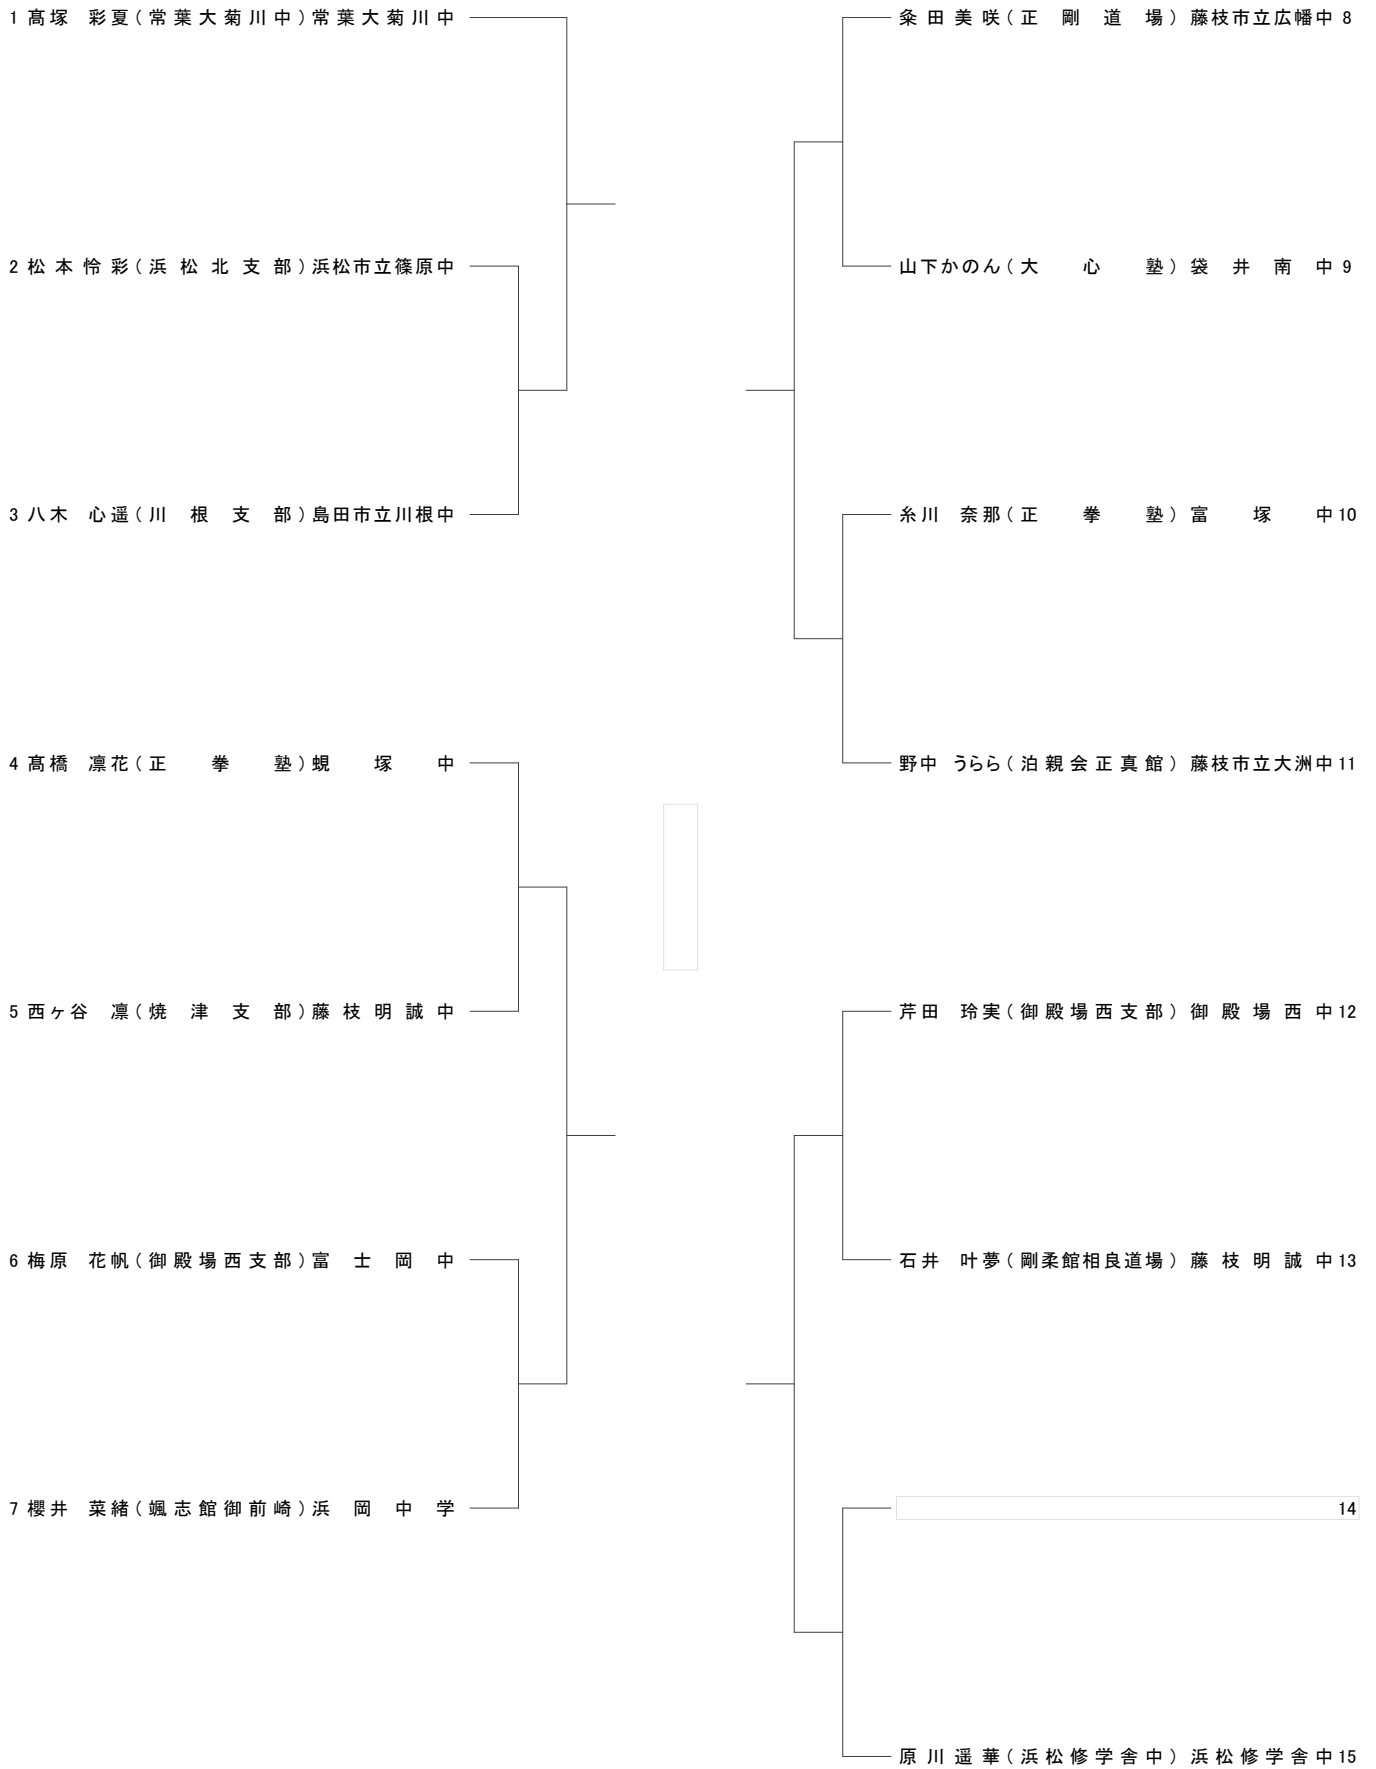 1 髙塚 彩夏(常葉大菊川中)常葉大菊川中
2 松本怜彩(浜松北支部)浜松市立篠原中
3 八木 心遥(川根支部)島田市立川根中
4 髙橋 凛花(正拳塾)蜆塚中
5 西ヶ谷 凛(焼津支部)藤枝明誠中
6 梅原 花帆(御殿場西支部)富士岡中
7 櫻井 菜緒(颯志館御前崎)浜岡中学
粂田美咲(正剛道場)藤枝市立広幡中 8
山下かのん(大心塾)袋井南中 9
糸川 奈那(正拳塾)富塚中 10
野中 うらら(泊親会正真館)藤枝市立大洲中 11
芹田 玲実(御殿場西支部)御殿場西中 12
石井 叶夢(剛柔館相良道場)藤枝明誠中 13
14
原川遥華(浜松修学舎中)浜松修学舎中 15